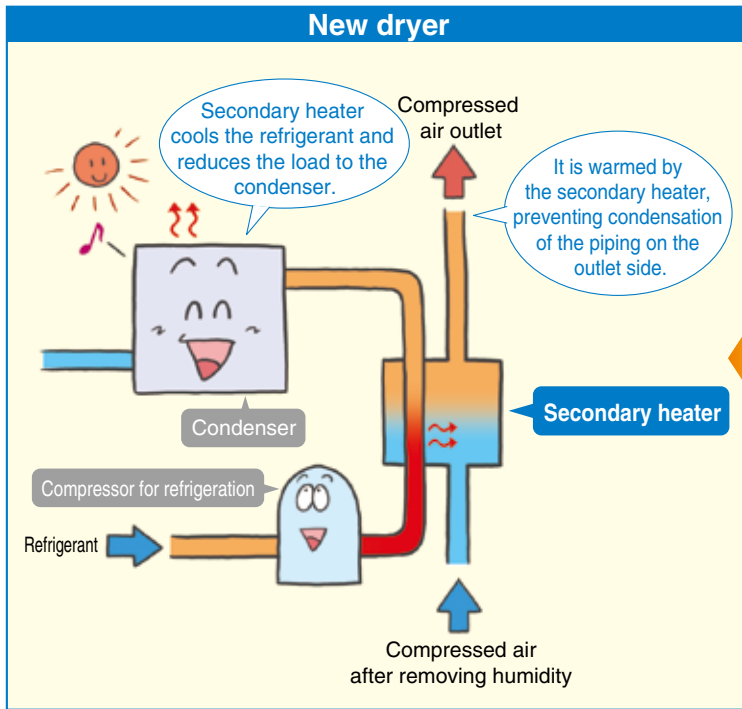 New dryer
Secondary heater
cools the refrigerant and
reduces the load to the
condenser.
Compressed
air outlet
It is warmed by
the secondary heater,
preventing condensation
of the piping on the
outlet side.
Secondary heater
Condenser
Compressor for refrigeration
Refrigerant
Compressed air
after removing humidity